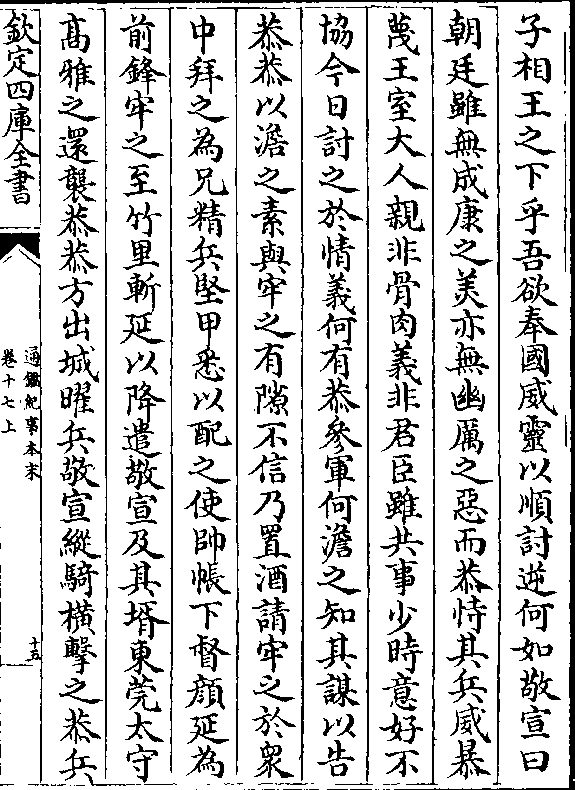 子相王之下乎吾欲奉國威靈以順討逆何如敬宣曰
朝廷雖無成康之美亦無幽厲之惡而恭恃其兵威暴
蔑王室大人親非骨肉義非君臣雖共事少時意好不
協今日討之於情義何有恭參軍何澹之知其謀以告
恭恭以澹之素與牢之有隙不信乃置酒請牢之於衆
中拜之為兄精兵堅甲悉以配之使帥帳下督顔延為
前鋒牢之至竹里斬延以降遣敬宣及其壻東莞太守
髙雅之還襲恭恭方出城曜兵敬宣縱騎橫擊之恭兵
欽定四庫全書
通鑑紀事本末
卷十七上
十五